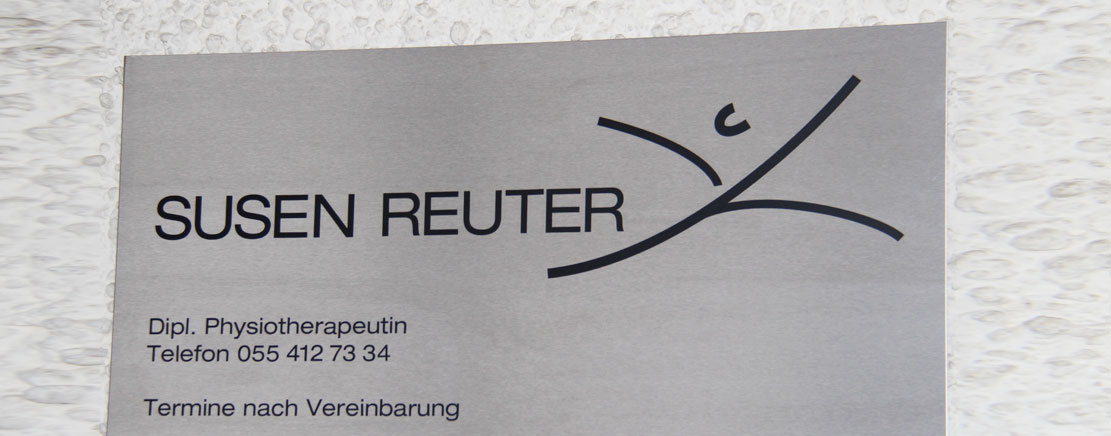 SUSEN REUTER
Dipl. Physiotherapeutin
Telefon 055 412 73 34
Termine nach Vereinbarung